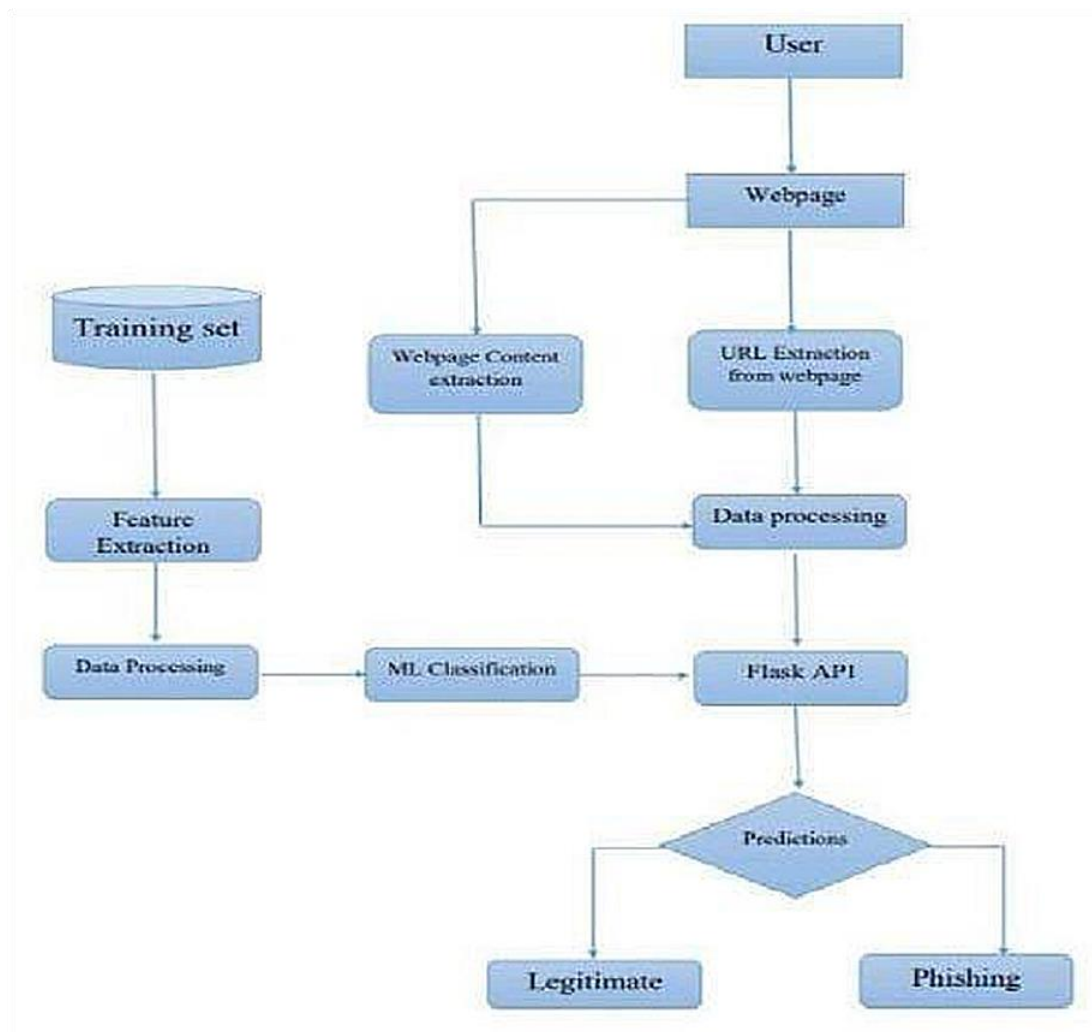 User
Webpage
Training set
Webpage Content
extraction
URL Extraction
from webpage
Feature
Extraction
Data processing
Data Processing
ML Classification
Flask API
Predictions
Legitimate
Phishing